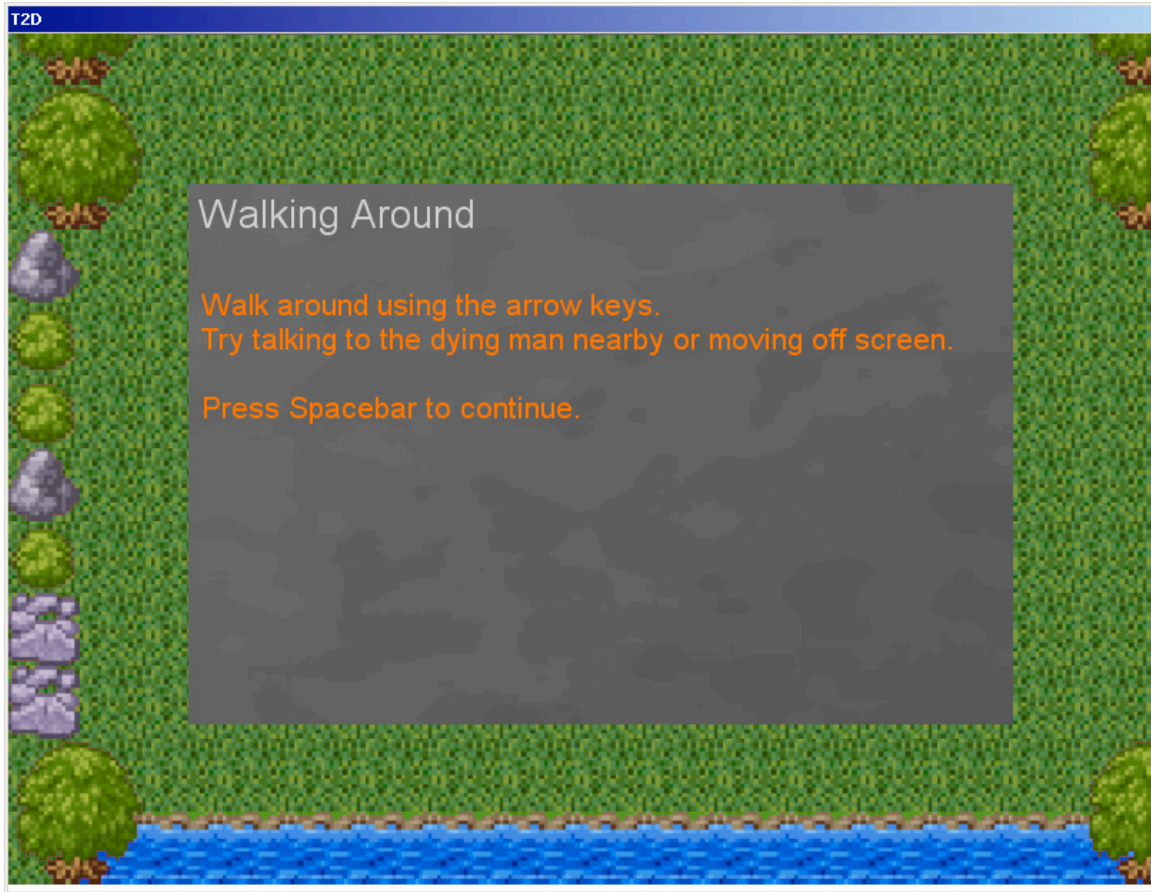 T2D
Walking Around
Walk around using the arrow keys.
Try talking to the dying man nearby or moving off screen.
Press Spacebar to continue.